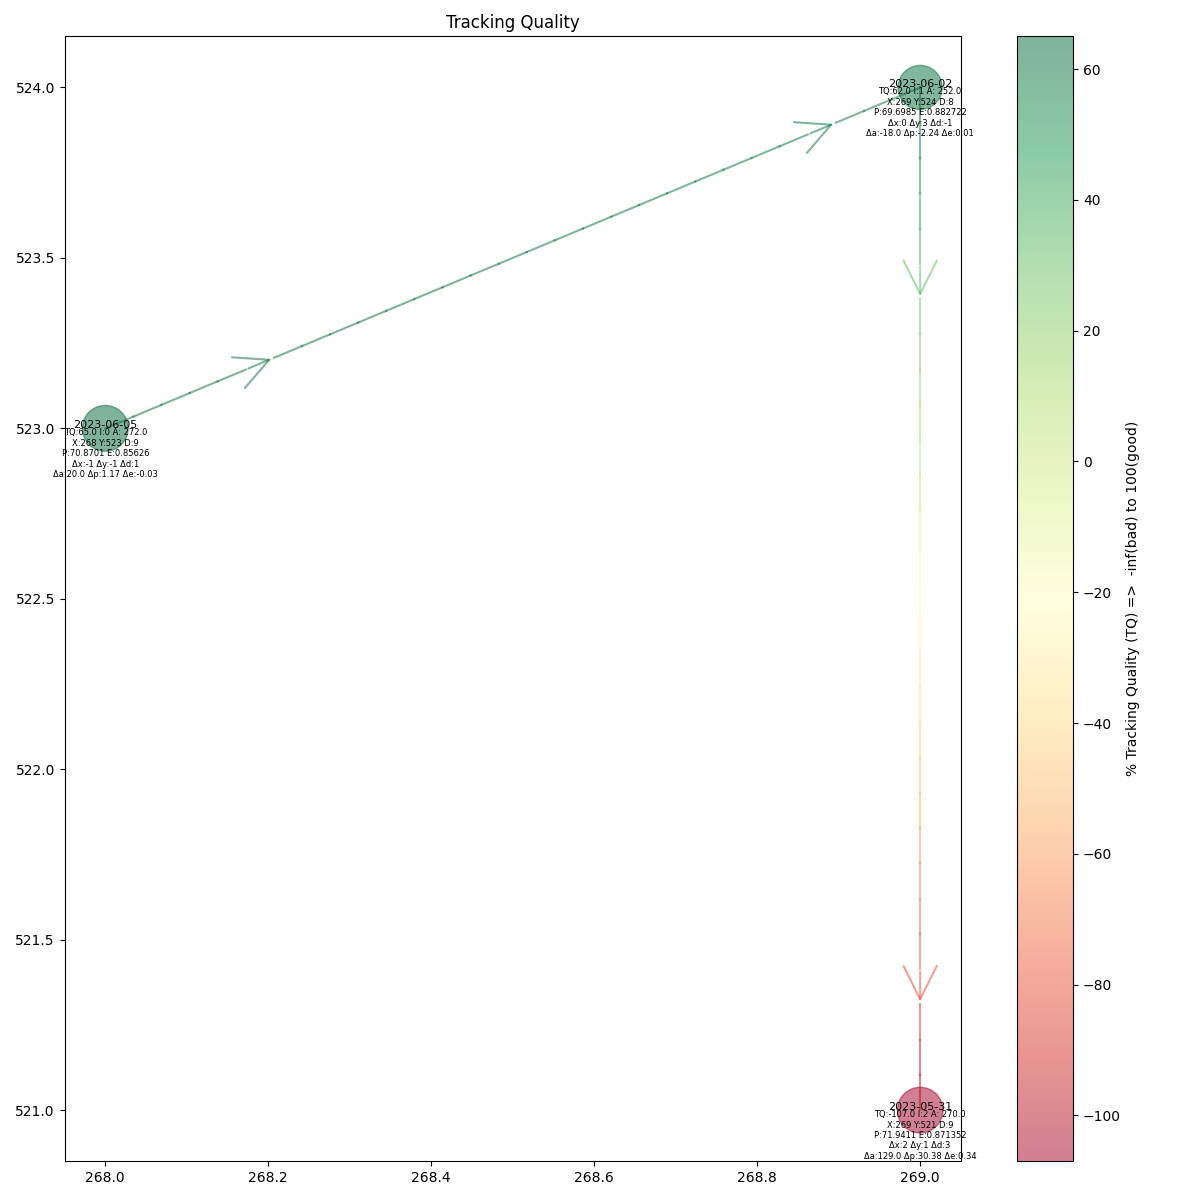 Tracking Quality
524.0
523.5
523.0
522.5
522.0
521.5
521.0
268.0 268.2 268.4 268.6 268.8 269.0
2023-06-02
TQ:62.0 I:1 A: 252.0
X:269 Y:524 D:8
P:69.6985 E:0.882722
Δx:0 Δy:3 Δd:-1
Δa:-18.0 Δp:-2.24 Δe:0.01
2023-06-05
TQ:65.0 I:0 A: 272.0
X:268 Y:523 D:9
P:70.8701 E:0.85626
Δx:-1 Δy:-1 Δd:1
Δa:20.0 Δp:1.17 Δe:-0.03
2023-05-31
TQ:-107.0 I:2 A: 270.0
X:269 Y:521 D:9
P:71.9411 E:0.871352
Δx:2 Δy:1 Δd:3
Δa:129.0 Δp:30.38 Δe:0.34
60
40
20
0
−20
−40
−60
−80
−100
% Tracking Quality (TQ) => -inf(bad) to 100(good)